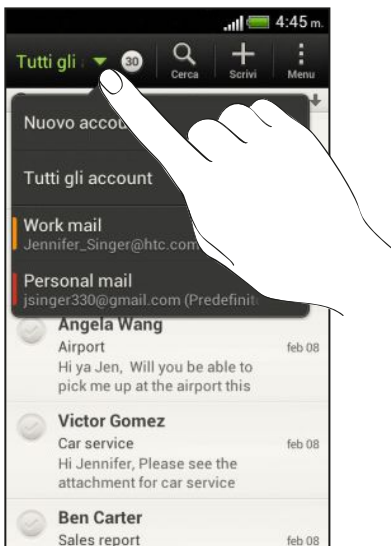 4:45 m.
Tutti gli
30
Cerca
Scrivi
Menu
Nuovo
Tutti gli account
Work mail
Jennifer_Singer@htc.com
Personal mail
jsinger330@gmail.com
Angela Wang
Airport feb 08
Hi ya Jen, Will you be able to
pick me up at the airport this
Victor Gomez
Car service feb 08
Hi Jennifer, Please see the
attachment for car service
Ben Carter
Sales report feb 08